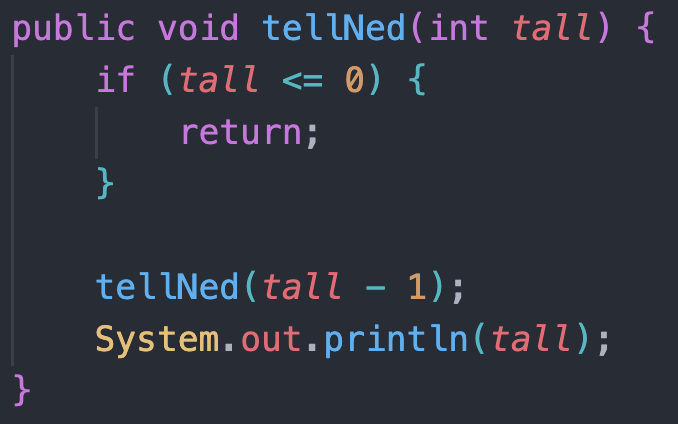 public void tellNed(int tall) {
    if (tall <= 0) {
        return;
    }

    tellNed(tall - 1);
    System.out.println(tall);
}